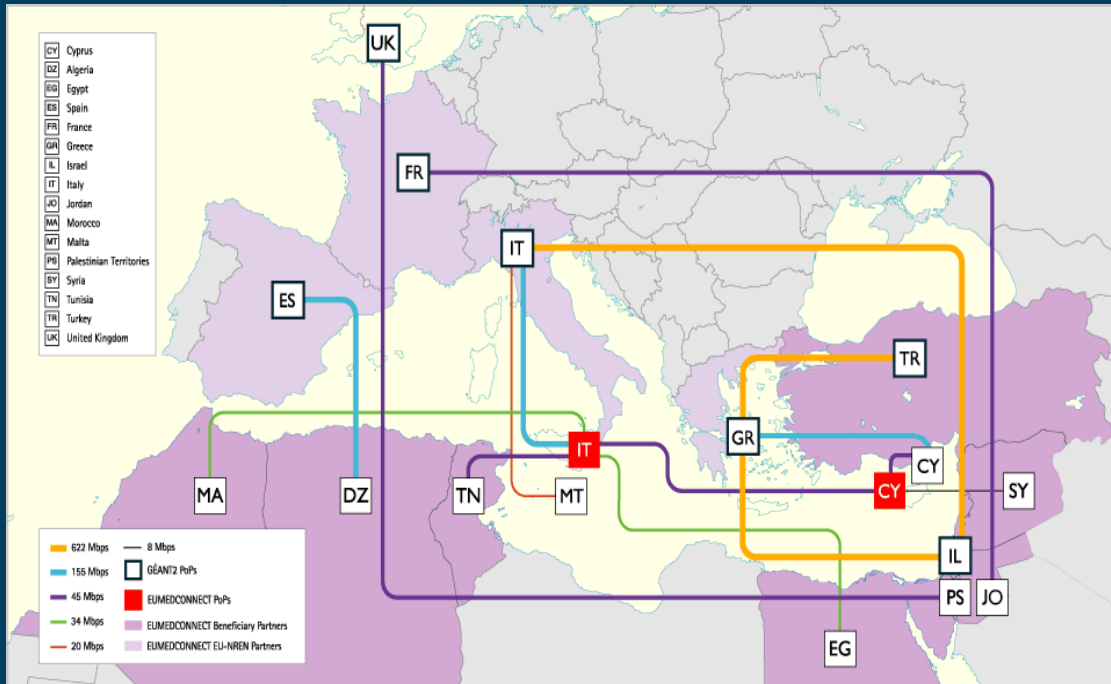 CY Cyprus
DZ Algeria
EG Egypt
ES Spain
FR France
GR Greece
IL Israel
IT Italy
JO Jordan
MA Morocco
MT Malta
PS Palestinian Territories
SY Syria
TN Tunisia
TR Turkey
UK United Kingdom
UK
FR
IT
ES
TR
GR
IT
CY
MA
DZ
TN
MT
CY
SY
IL
PS
JO
EG
622 Mbps
155 Mbps
45 Mbps
34 Mbps
20 Mbps
8 Mbps
GÉANT2 PoPs
EUMEDCONNECT PoPs
EUMEDCONNECT Beneficiary Partners
EUMEDCONNECT EU-NREN Partners